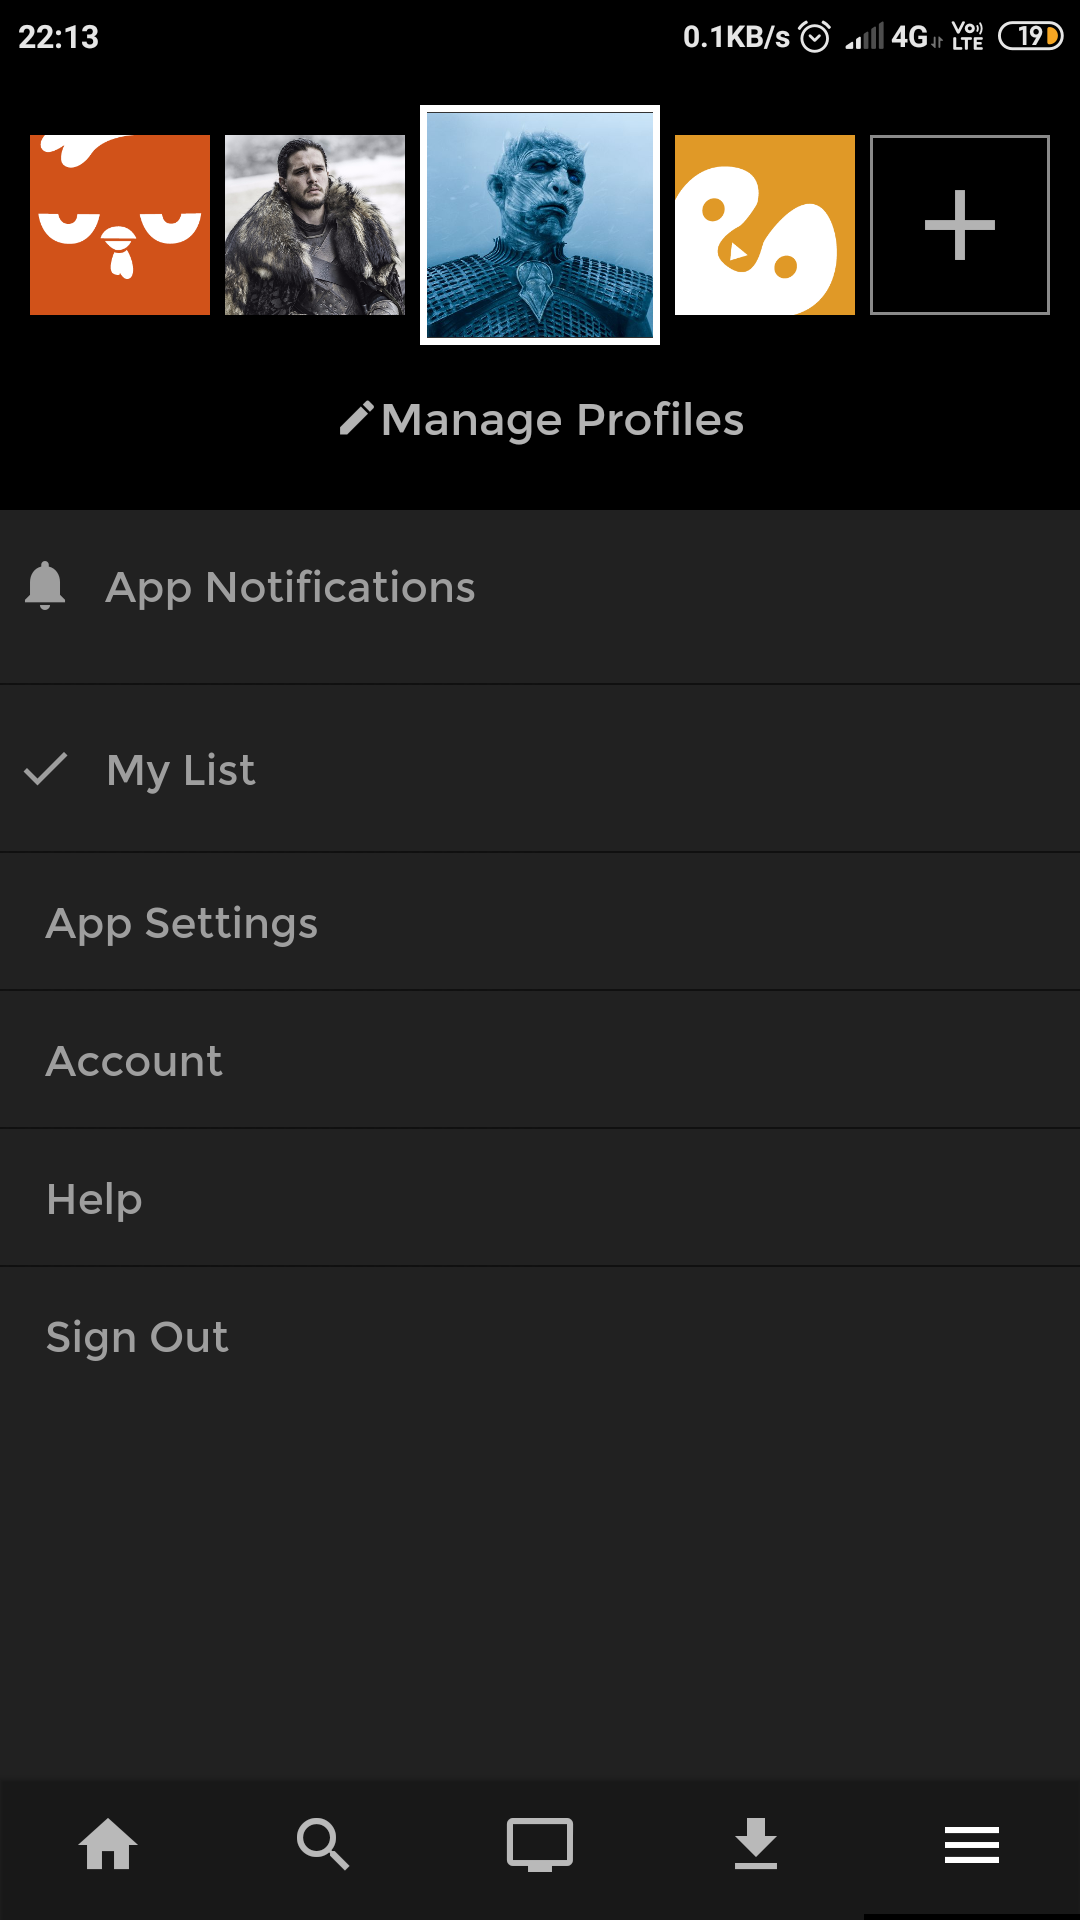 22:13 0.1KB/s 4G Vo LTE 19
Manage Profiles
App Notifications
My List
App Settings
Account
Help
Sign Out